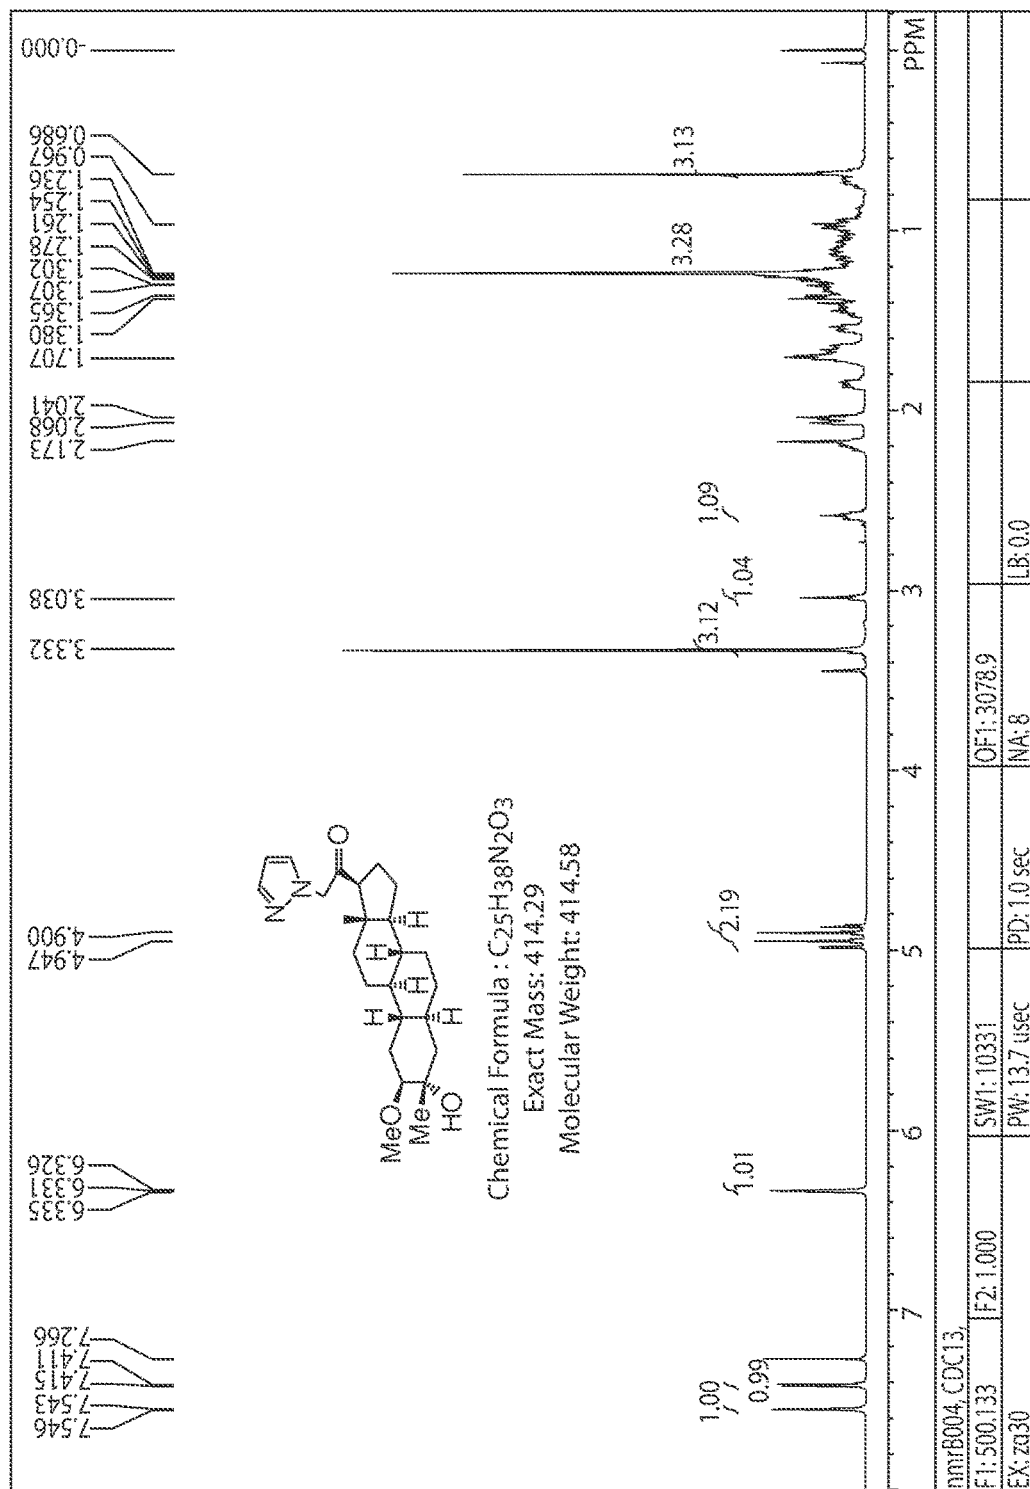 7.546
7.543
7.415
7.411
7.266
6.335
6.331
6.326
4.947
4.900
3.332
3.038
2.173
2.068
2.041
1.707
1.380
1.365
1.307
1.302
1.278
1.261
1.254
1.236
0.967
0.686
-0.000
N
N
O
H
H
H
H
H
MeO
Me
HO
Chemical Formula : C25H38N2O3
Exact Mass: 414.29
Molecular Weight: 414.58
1.00
0.99
1.01
2.19
3.12
1.04
1.09
3.28
3.13
7 6 5 4 3 2 1 PPM
nmrB004, CDC13,
F1: 500.133 F2: 1.000 SW1: 10331 OF1: 3078.9
EX: zq30 PW: 13.7 usec PD: 1.0 sec NA: 8 LB: 0.0